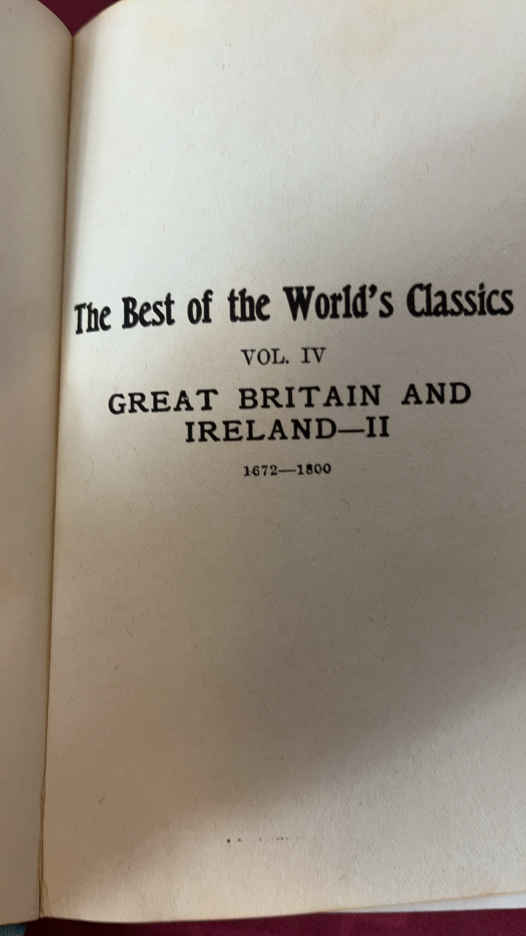 The Best of the World's Classics
VOL. IV
GREAT BRITAIN AND
IRELAND—II
1672—1800